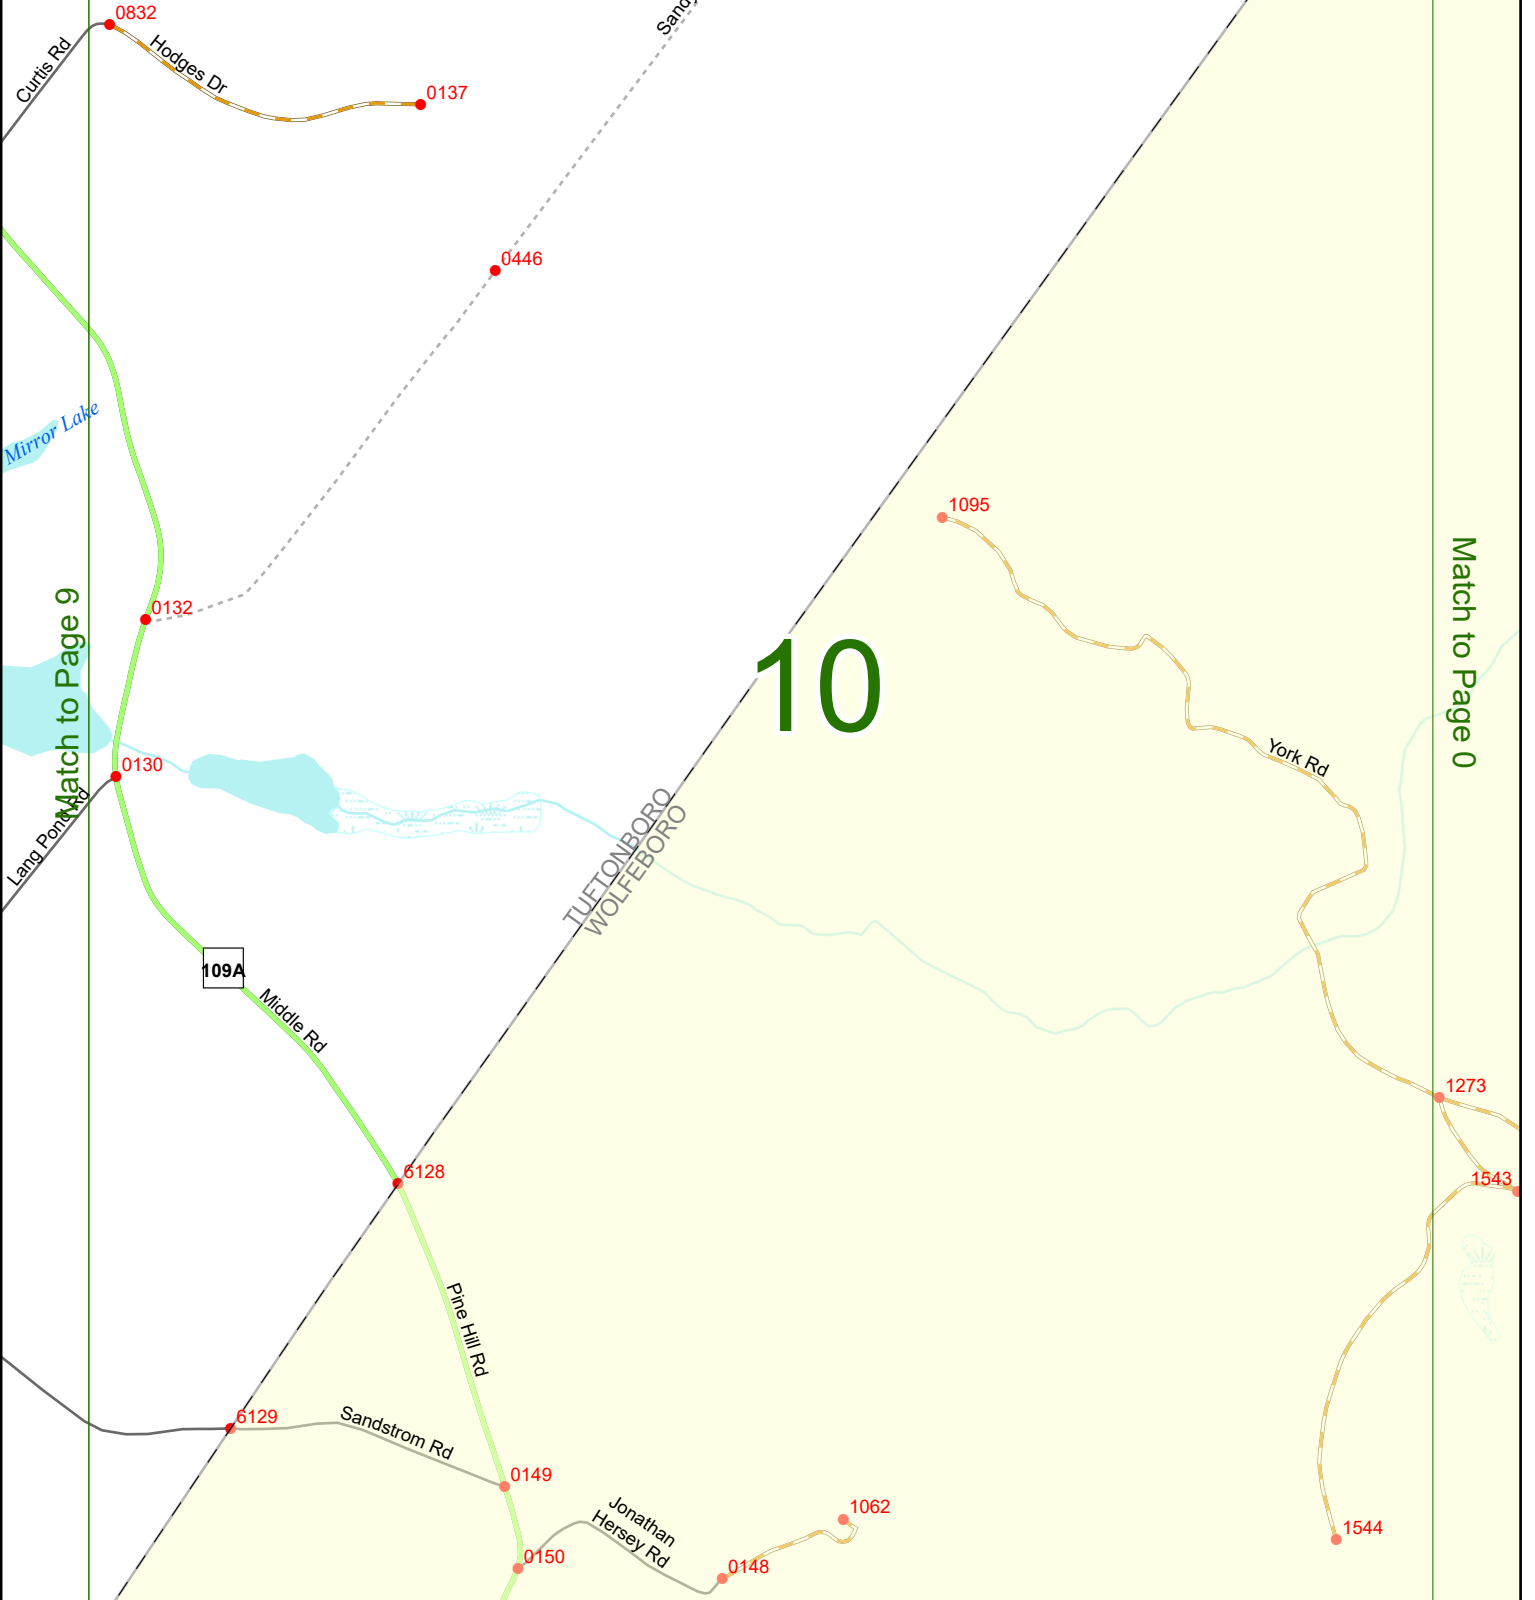 0832
Sandy
Curtis Rd
Hodges Dr
0137
0446
Mirror Lake
1095
Match to Page 9
0132
Match to Page 0
10
York Rd
0130
Lang Pond Rd
TUFTONBORO
WOLFEBORO
109A
Middle Rd
1273
6128
1543
Pine Hill Rd
6129
Sandstrom Rd
0149
1062
Jonathan
Hersey Rd
1544
0150
0148